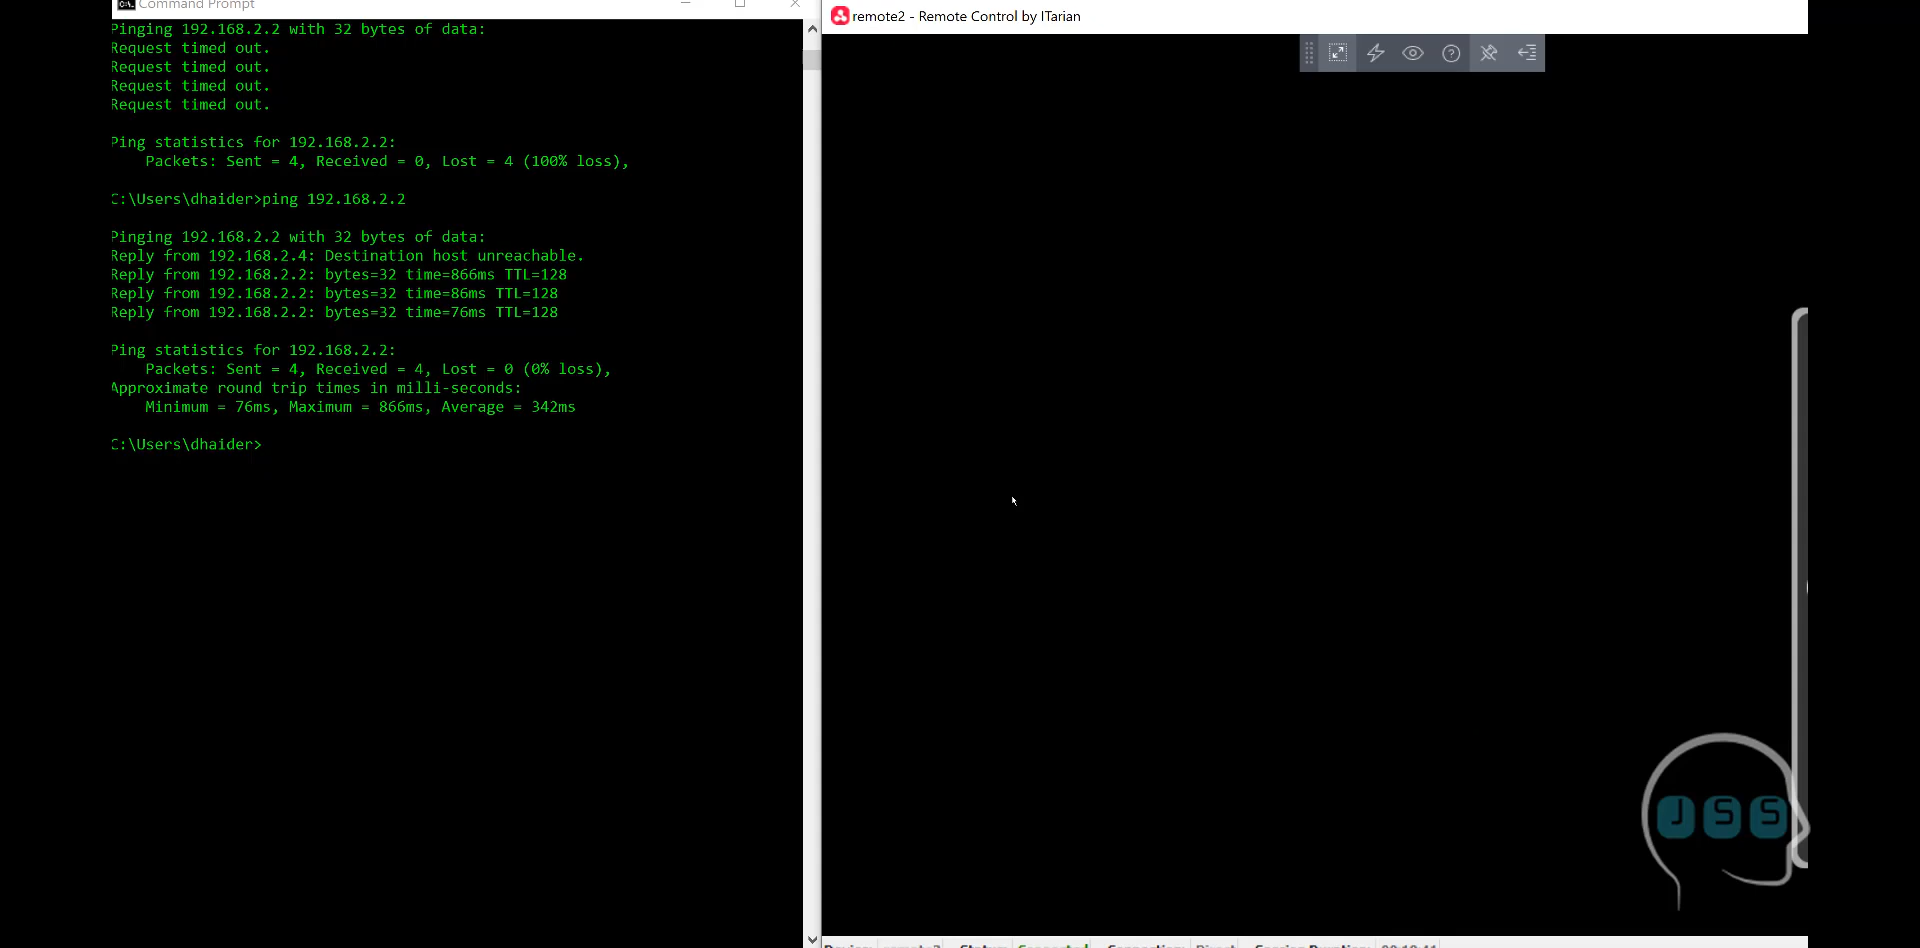 Command Prompt
Pinging 192.168.2.2 with 32 bytes of data:
Request timed out.
Request timed out.
Request timed out.
Request timed out.
Ping statistics for 192.168.2.2:
Packets: Sent = 4, Received = 0, Lost = 4 (100% loss),
C:\Users\dhaider>ping 192.168.2.2
Pinging 192.168.2.2 with 32 bytes of data:
Reply from 192.168.2.4: Destination host unreachable.
Reply from 192.168.2.2: bytes=32 time=866ms TTL=128
Reply from 192.168.2.2: bytes=32 time=86ms TTL=128
Reply from 192.168.2.2: bytes=32 time=76ms TTL=128
Ping statistics for 192.168.2.2:
Packets: Sent = 4, Received = 4, Lost = 0 (0% loss),
Approximate round trip times in milli-seconds:
Minimum = 76ms, Maximum = 866ms, Average = 342ms
C:\Users\dhaider>
remote2 - Remote Control by ITarian
JSS